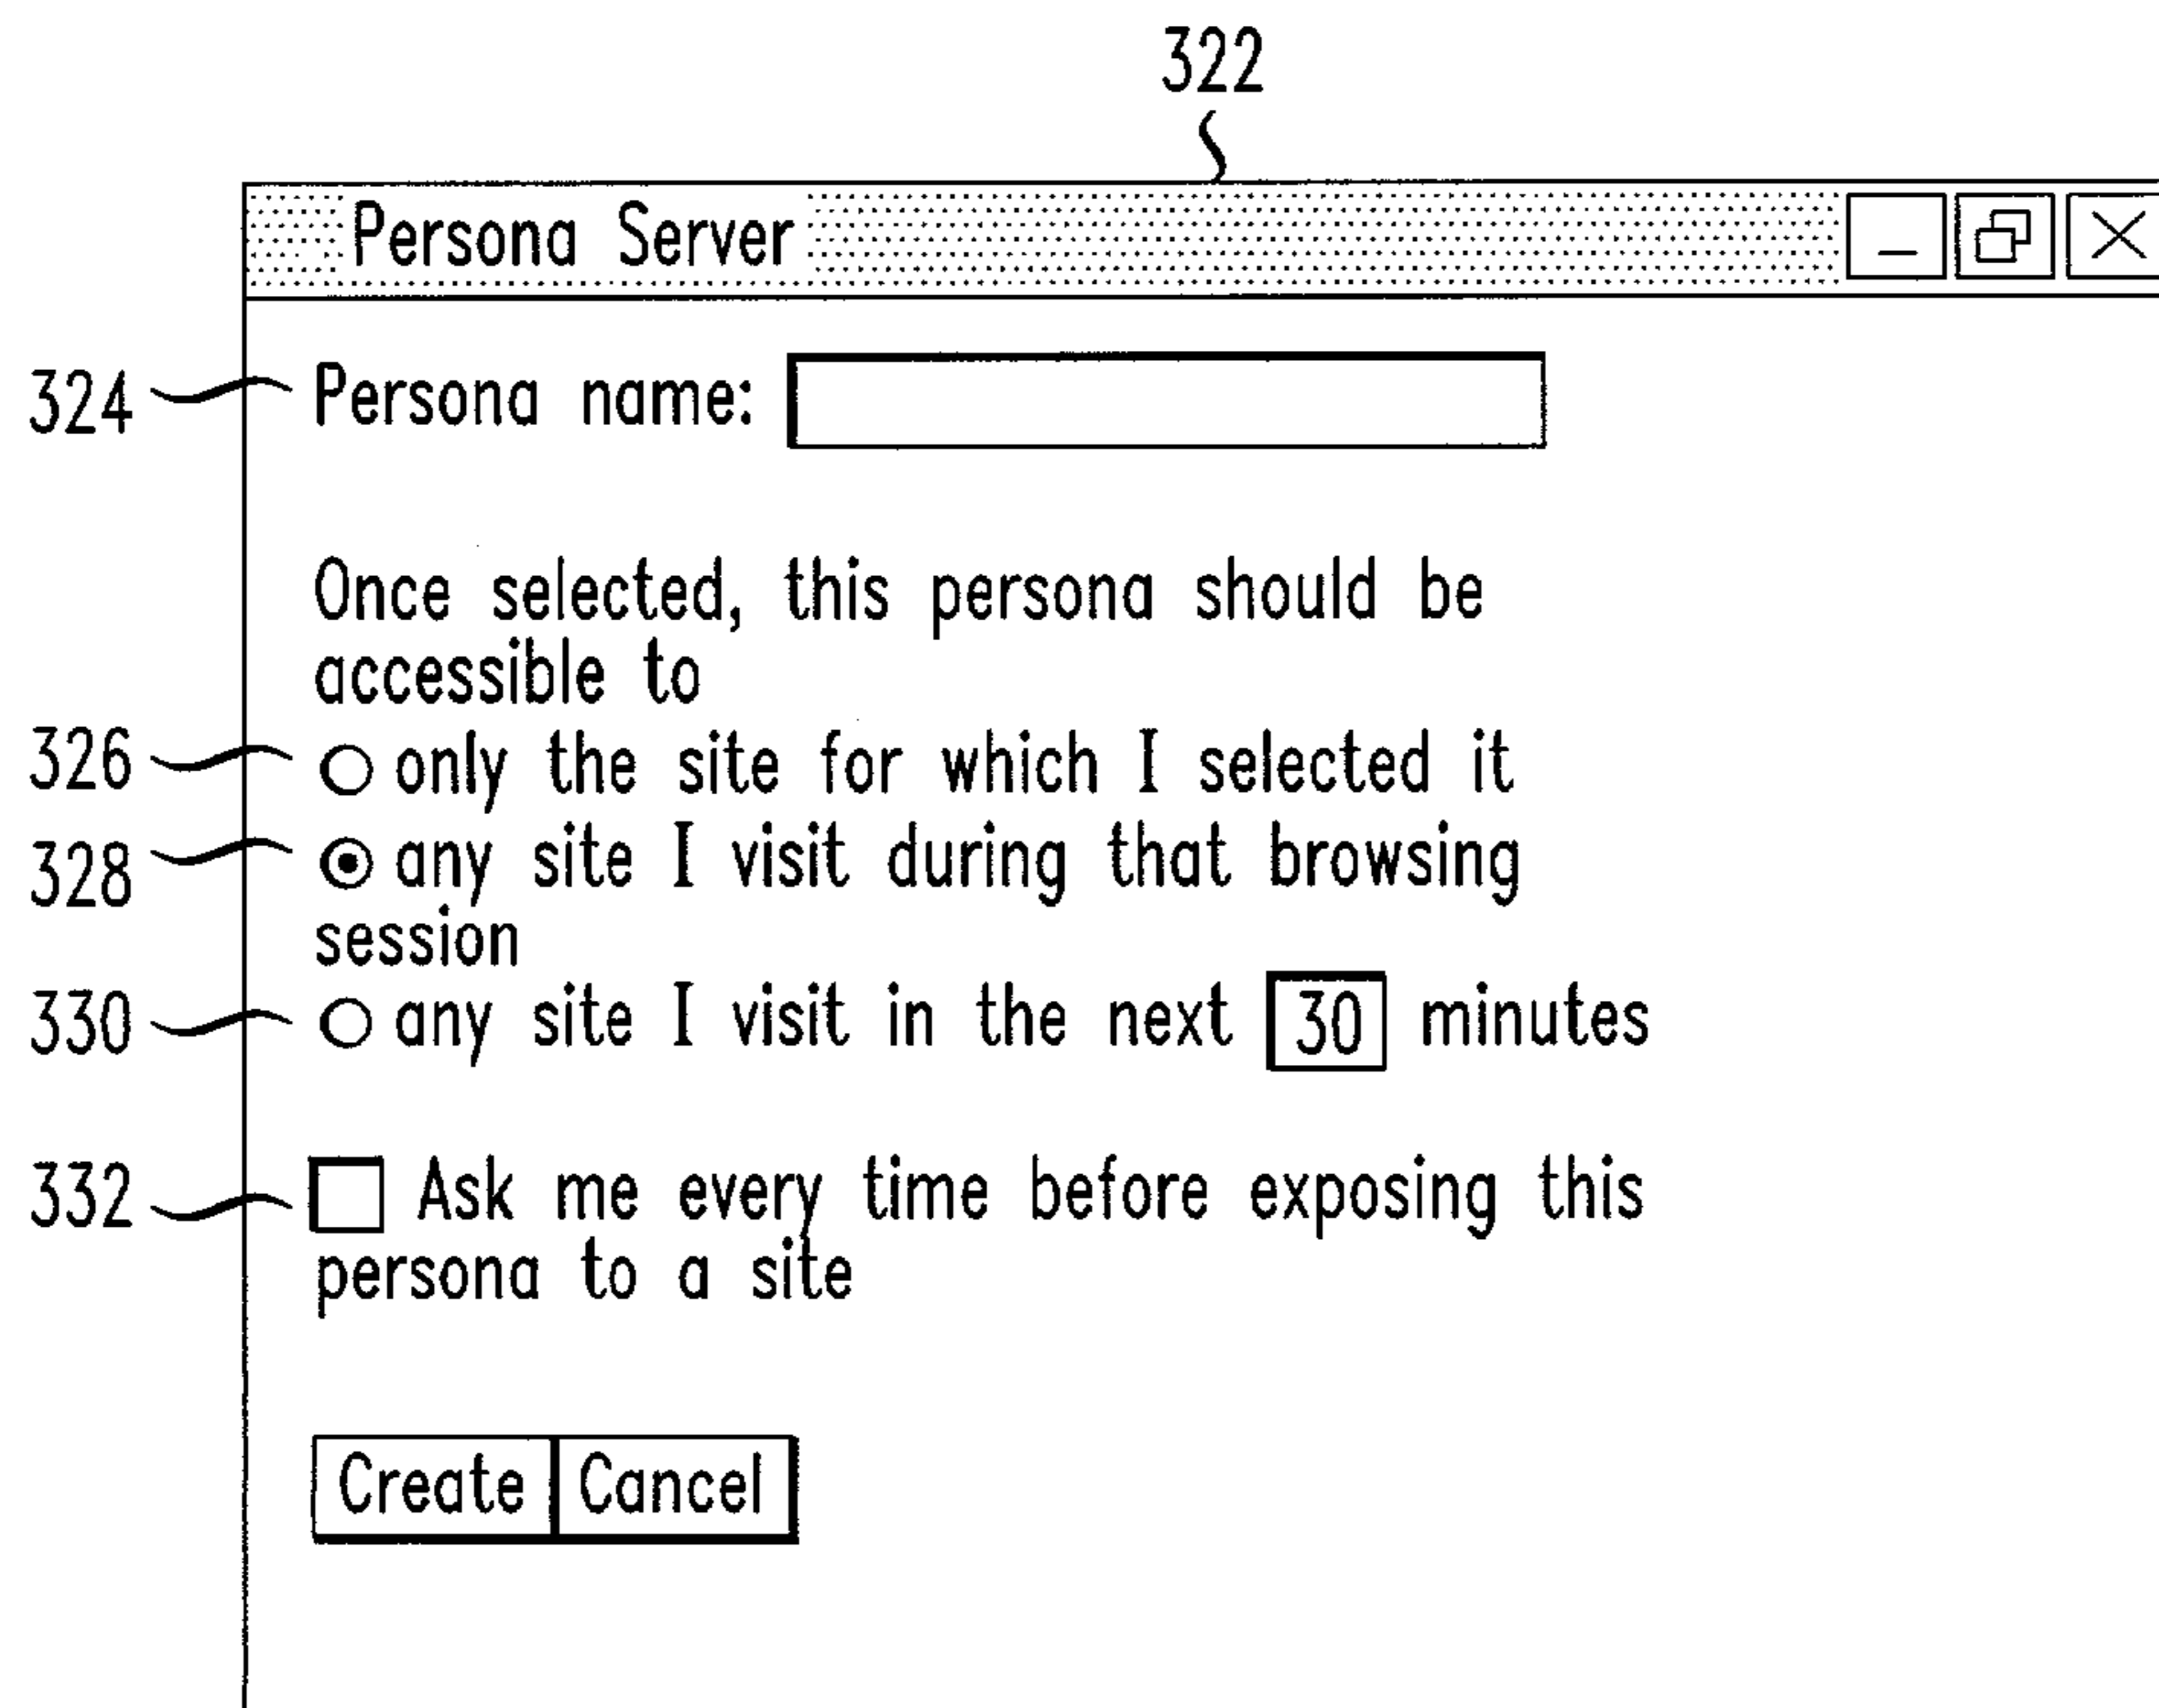 322
Persona Server
324 Persona name:
Once selected, this persona should be
accessible to
326 only the site for which I selected it
328 any site I visit during that browsing
session
330 any site I visit in the next 30 minutes
332 Ask me every time before exposing this
persona to a site
Create Cancel